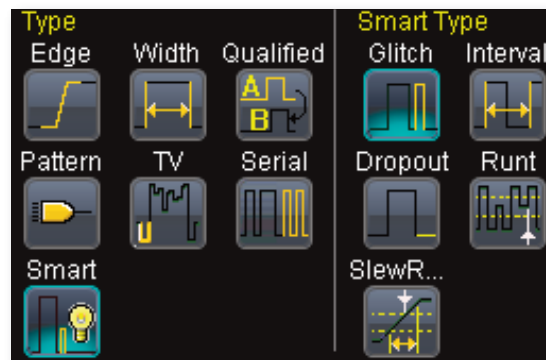 Type
Edge Width Qualified
A
B
Pattern TV Serial
u
Smart
Smart Type
Glitch Interval
Dropout Runt
SlewR...